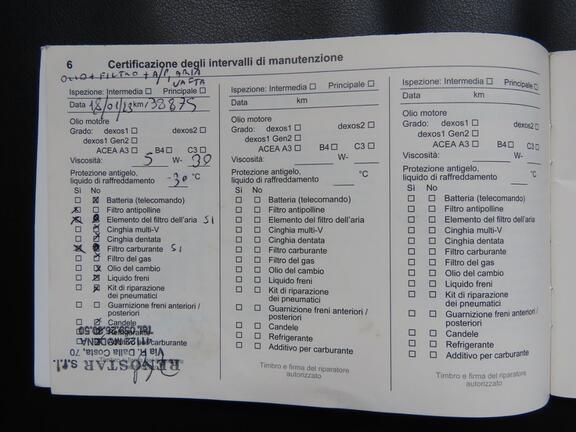 6 Certificazione degli intervalli di manutenzione
OLIO + FILTRO + A/P, ARIA
NAFTA
Ispezione: Intermedia ☐ Principale ☐
Data 18/01/23 km/33875
Olio motore
Grado: dexos1 ☐ dexos2 ☐
dexos1 Gen2 ☐
ACEA A3 ☐ B4 ☐ C3 ☐
Viscosità: 5 W- 30
Protezione antigelo,
liquido di raffreddamento -30 °C
Sì No
Batteria (telecomando)
Filtro antipolline
Elemento del filtro dell'aria Si
Cinghia multi-V
Cinghia dentata
Filtro carburante Si
Filtro del gas
Olio del cambio
Liquido freni
Kit di riparazione
dei pneumatici
Guarnizione freni anteriori /
posteriori
Candele
RENOSTAR s.r.l.
Via F. Dalla Costa, 70
41122 MODENA
Ispezione: Intermedia ☐ Principale ☐
Data km
Olio motore
Grado: dexos1 ☐ dexos2 ☐
dexos1 Gen2 ☐
ACEA A3 ☐ B4 ☐ C3 ☐
Viscosità: W-
Protezione antigelo,
liquido di raffreddamento °C
Sì No
Batteria (telecomando)
Filtro antipolline
Elemento del filtro dell'aria
Cinghia multi-V
Cinghia dentata
Filtro carburante
Filtro del gas
Olio del cambio
Liquido freni
Kit di riparazione
dei pneumatici
Guarnizione freni anteriori /
posteriori
Candele
Refrigerante
Additivo per carburante
Timbro e firma del riparatore
autorizzato
Ispezione: Intermedia ☐ Principale ☐
Data km
Olio motore
Grado: dexos1 ☐ dexos2 ☐
dexos1 Gen2 ☐
ACEA A3 ☐ B4 ☐ C3 ☐
Viscosità: W-
Protezione antigelo,
liquido di raffreddamento °C
Sì No
Batteria (telecomando)
Filtro antipolline
Elemento del filtro dell'aria
Cinghia multi-V
Cinghia dentata
Filtro carburante
Filtro del gas
Olio del cambio
Liquido freni
Kit di riparazione
dei pneumatici
Guarnizione freni anteriori /
posteriori
Candele
Refrigerante
Additivo per carburante
Timbro e firma del riparatore
autorizzato